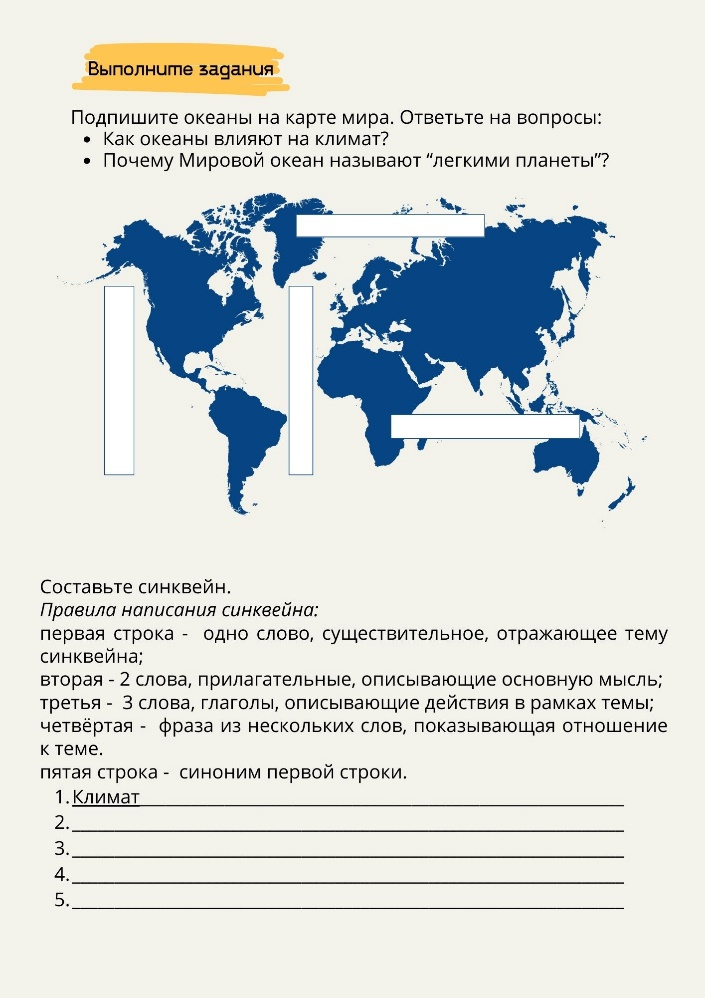 Выполните задания
Подпишите океаны на карте мира. Ответьте на вопросы:
• Как океаны влияют на климат?
• Почему Мировой океан называют “легкими планеты”?
Составьте синквейн.
Правила написания синквейна:
первая строка - одно слово, существительное, отражающее тему
синквейна;
вторая - 2 слова, прилагательные, описывающие основную мысль;
третья - 3 слова, глаголы, описывающие действия в рамках темы;
четвёртая - фраза из нескольких слов, показывающая отношение
к теме.
пятая строка - синоним первой строки.
1. Климат
2.
3.
4.
5.